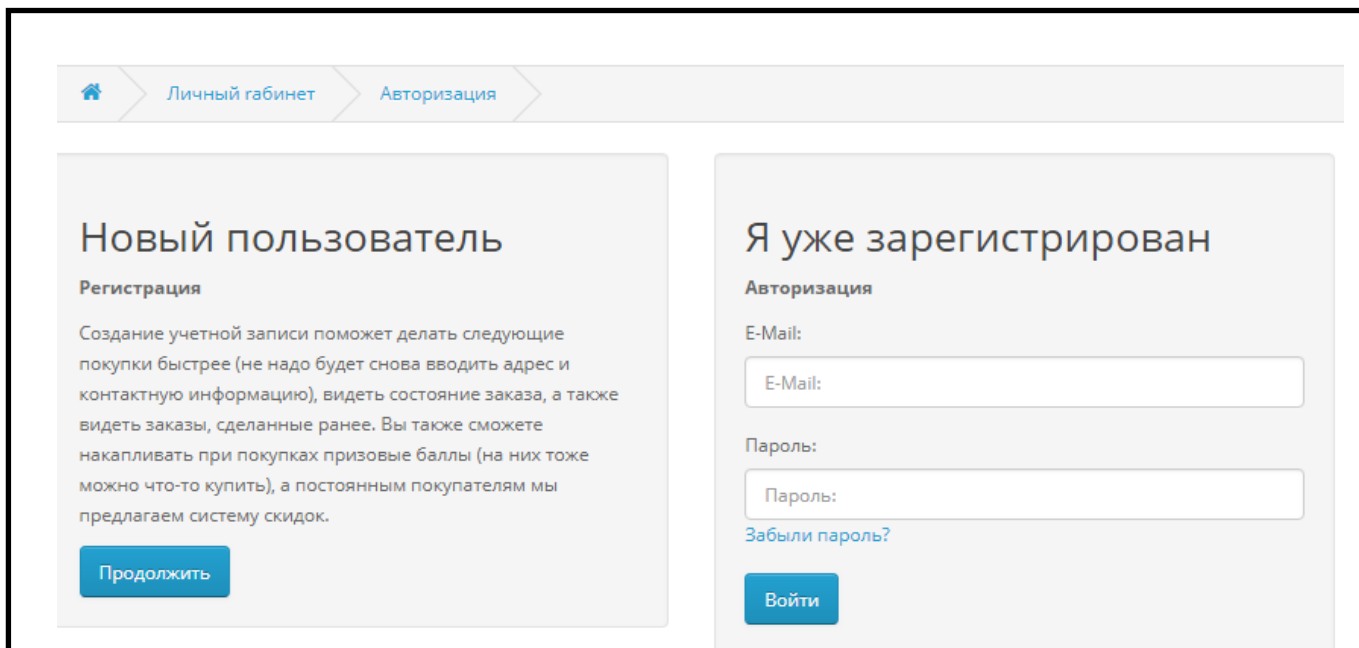 Личный габинет Авторизация
Новый пользователь
Регистрация
Создание учетной записи поможет делать следующие
покупки быстрее (не надо будет снова вводить адрес и
контактную информацию), видеть состояние заказа, а также
видеть заказы, сделанные ранее. Вы также сможете
накапливать при покупках призовые баллы (на них тоже
можно что-то купить), а постоянным покупателям мы
предлагаем систему скидок.
Продолжить
Я уже зарегистрирован
Авторизация
E-Mail:
E-Mail:
Пароль:
Пароль:
Забыли пароль?
Войти